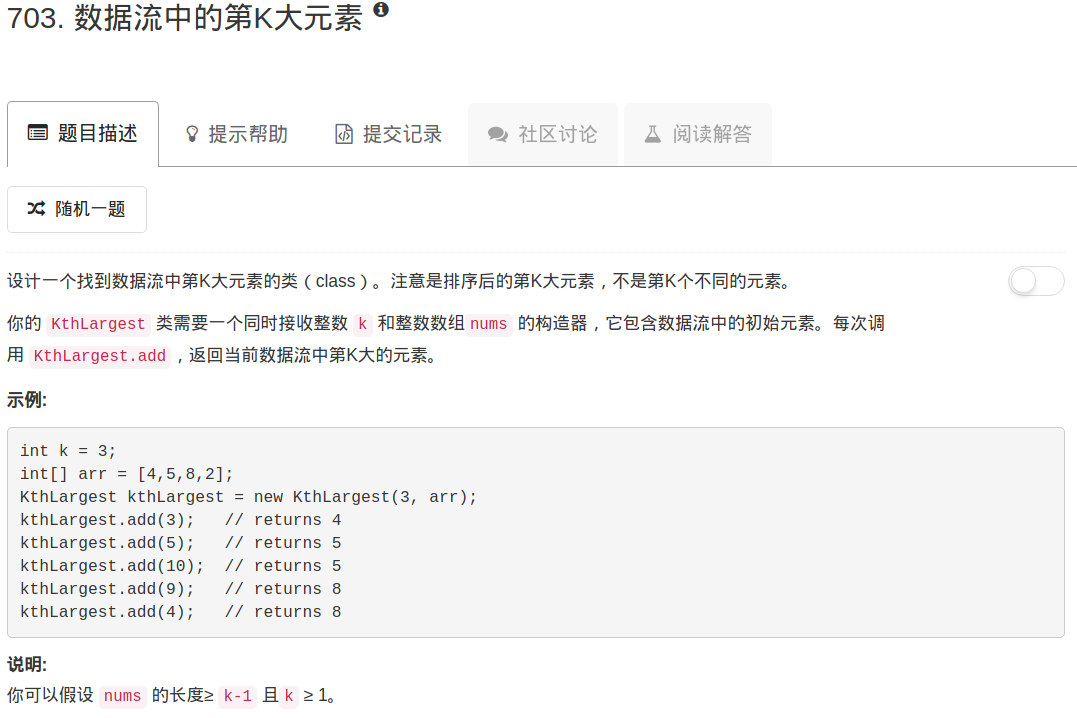 703. 数据流中的第K大元素
题目描述 提示帮助 提交记录 社区讨论 阅读解答
随机一题
设计一个找到数据流中第K大元素的类（class）。注意是排序后的第K大元素，不是第K个不同的元素。
你的 KthLargest 类需要一个同时接收整数 k 和整数数组nums 的构造器，它包含数据流中的初始元素。每次调
用 KthLargest.add，返回当前数据流中第K大的元素。
示例:
int k = 3;
int[] arr = [4,5,8,2];
KthLargest kthLargest = new KthLargest(3, arr);
kthLargest.add(3);   // returns 4
kthLargest.add(5);   // returns 5
kthLargest.add(10);  // returns 5
kthLargest.add(9);   // returns 8
kthLargest.add(4);   // returns 8
说明:
你可以假设 nums 的长度≥ k-1 且k ≥ 1。